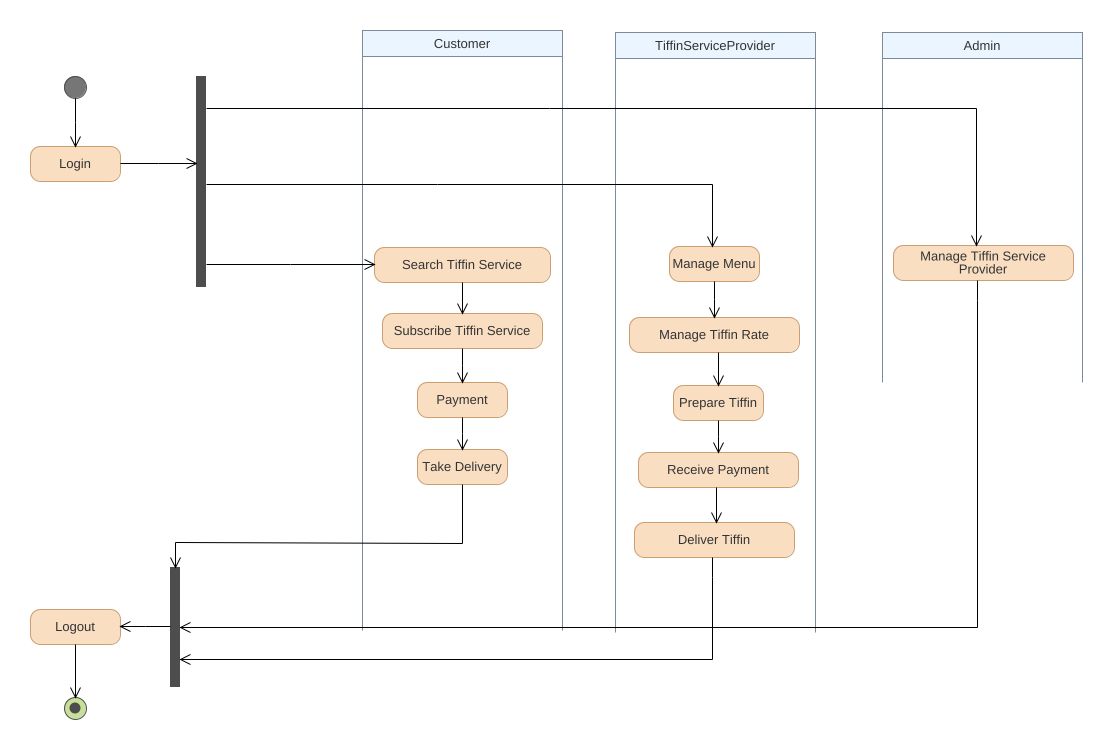 Customer
TiffinServiceProvider
Admin
Login
Search Tiffin Service
Manage Menu
Manage Tiffin Service
Provider
Subscribe Tiffin Service
Manage Tiffin Rate
Payment
Prepare Tiffin
Take Delivery
Receive Payment
Deliver Tiffin
Logout